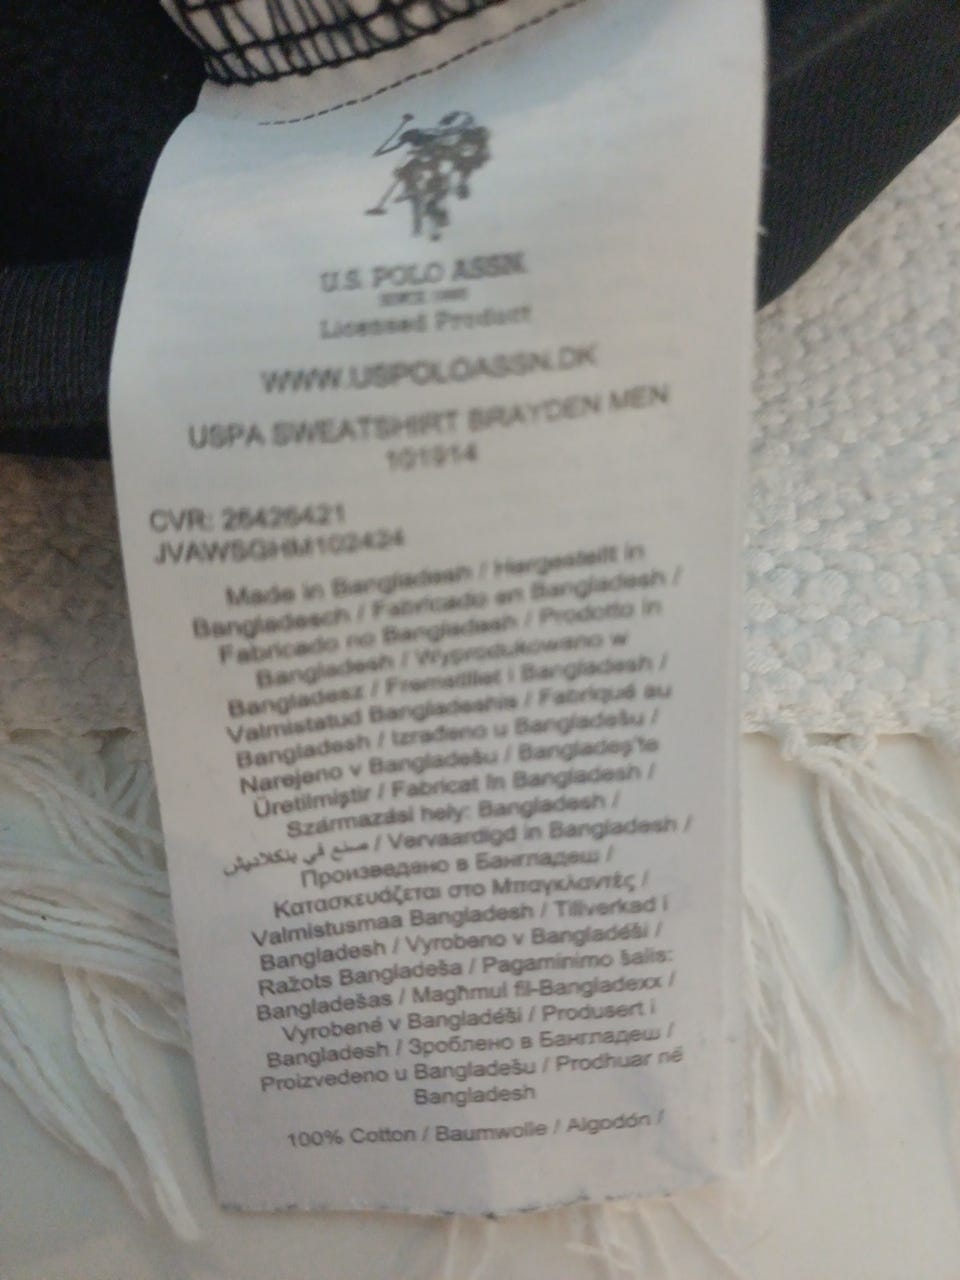 U.S. POLO ASSN.
SINCE 1890
Licensed Product
WWW.USPOLOASSN.DK
USPA SWEATSHIRT BRAYDEN MEN
101914
CVR: 26426421
JVAWSGHM102424
Made in Bangladesh / Hergestellt in
Bangladesch / Fabricado en Bangladesh /
Fabricado no Bangladesh / Prodotto in
Bangladesh / Wyprodukowano w
Bangladesz / Fremstillet i Bangladesh /
Valmistatud Bangladeshis / Fabriqué au
Bangladesh / Izrađeno u Bangladešu /
Narejeno v Bangladešu / Bangladeş'te
Üretilmiştir / Fabricat în Bangladesh /
Származási hely: Bangladesh /
صنع في بنكلاديش / Vervaardigd in Bangladesh /
Произведено в Бангладеш /
Κατασκευάζεται στο Μπαγκλαντές /
Valmistusmaa Bangladesh / Tillverkad i
Bangladesh / Vyrobeno v Bangladéši /
Ražots Bangladeša / Pagaminimo šalis:
Bangladešas / Magħmul fil-Bangladexx /
Vyrobené v Bangladéši / Produsert i
Bangladesh / Зроблено в Бангладеш /
Proizvedeno u Bangladešu / Prodhuar në
Bangladesh
100% Cotton / Baumwolle / Algodón /